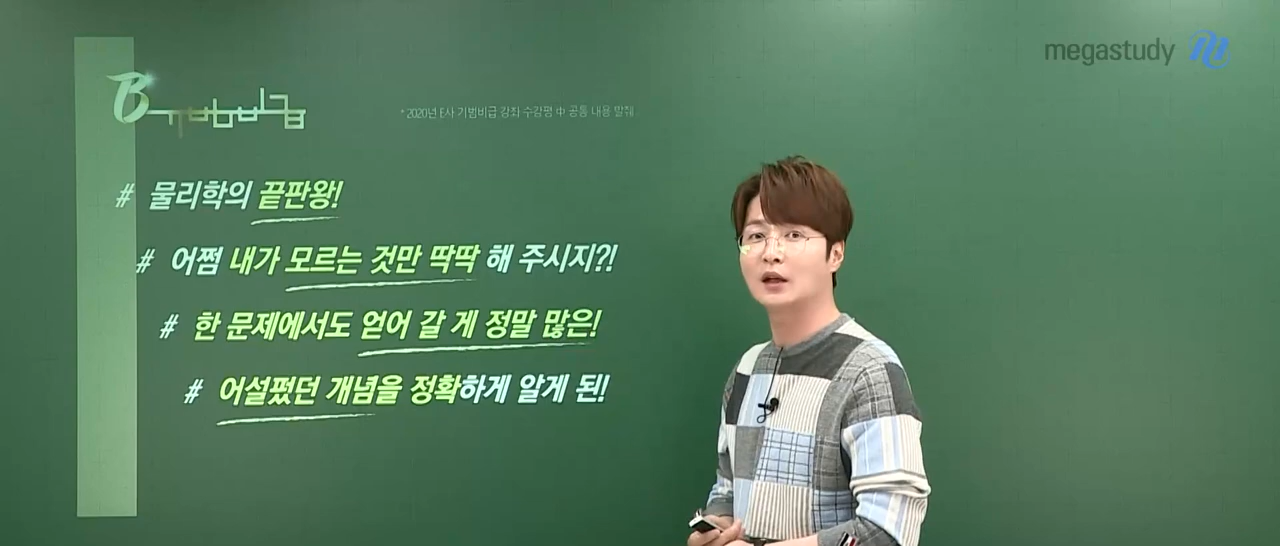 megastudy
기범비급
* 2020년 E사 기범비급 강좌 수강평 中 공통 내용 발췌
# 물리학의 끝판왕!
# 어쩜 내가 모르는 것만 딱딱 해 주시지?!
# 한 문제에서도 얻어 갈 게 정말 많은!
# 어설펐던 개념을 정확하게 알게 된!